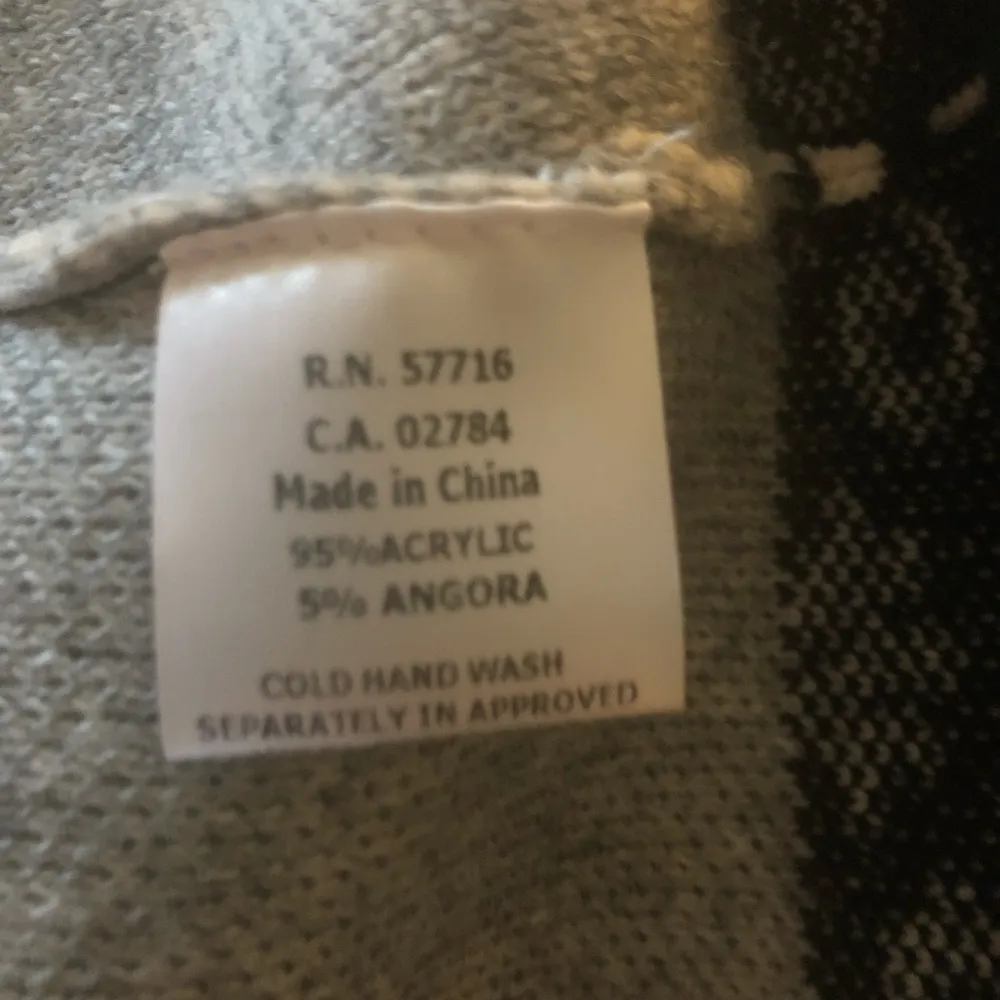 R.N. 57716
C.A. 02784
Made in China
95%ACRYLIC
5% ANGORA
COLD HAND WASH
SEPARATELY IN APPROVED